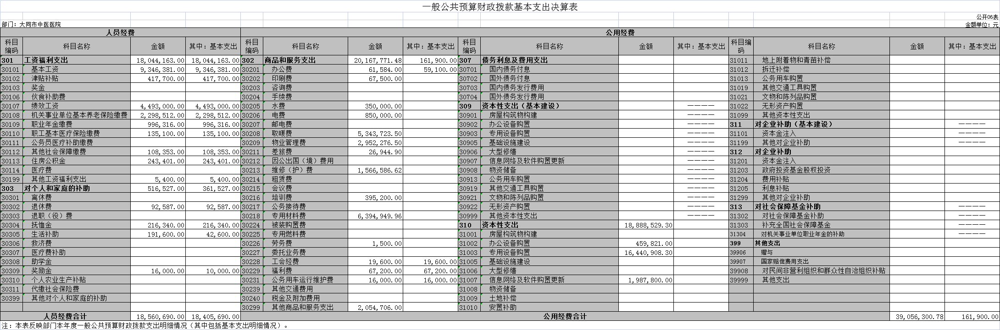 一般公共预算财政拨款基本支出决算表
公开06表
部门：大同市中医医院 金额单位：元
人员经费 公用经费
科目编码 科目名称 金额 其中：基本支出 科目编码 科目名称 金额 其中：基本支出 科目编码 科目名称 金额 其中：基本支出 科目编码 科目名称 金额 其中：基本支出
301 工资福利支出 18,044,163.00 18,044,163.00 302 商品和服务支出 20,167,771.48 161,900.00 307 债务利息及费用支出 31011 地上附着物和青苗补偿
30101 基本工资 9,346,381.00 9,346,381.00 30201 办公费 61,584.00 59,100.00 30701 国内债务付息 31012 拆迁补偿
30102 津贴补贴 417,700.00 417,700.00 30202 印刷费 67,500.00 30702 国外债务付息 31013 公务用车购置
30103 奖金 30203 咨询费 30703 国内债务发行费用 31019 其他交通工具购置
30106 伙食补助费 30204 手续费 30704 国外债务发行费用 31021 文物和陈列品购置
30107 绩效工资 4,493,000.00 4,493,000.00 30205 水费 350,000.00 309 资本性支出（基本建设） ———— 31022 无形资产购置
30108 机关事业单位基本养老保险缴费 2,298,512.00 2,298,512.00 30206 电费 850,000.00 30901 房屋构筑物构建 ———— 31099 其他资本性支出
30109 职业年金缴费 996,316.00 996,316.00 30207 邮电费 30902 办公设备购置 ———— 311 对企业补助（基本建设） ————
30110 职工基本医疗保险缴费 135,100.00 135,100.00 30208 取暖费 5,343,723.50 30903 专用设备购置 ———— 31101 资本金注入 ————
30111 公务员医疗补助缴费 30209 物业管理费 2,952,276.50 30905 基础设施建设 ———— 31199 其他对企业补助 ————
30112 其他社会保障缴费 108,353.00 108,353.00 30211 差旅费 26,944.90 30906 大型修缮 ———— 312 对企业补助
30113 住房公积金 243,401.00 243,401.00 30212 因公出国（境）费用 30907 信息网络及软件购置更新 ———— 31201 资本金注入
30114 医疗费 30213 维修（护）费 1,566,586.62 30908 物资储备 ———— 31203 政府投资基金股权投资
30199 其他工资福利支出 5,400.00 5,400.00 30214 租赁费 30913 公务用车购置 ———— 31204 费用补贴
303 对个人和家庭的补助 516,527.00 361,527.00 30215 会议费 30919 其他交通工具购置 ———— 31205 利息补贴
30301 离休费 30216 培训费 395,200.00 30921 文物和陈列品购置 ———— 31299 其他对企业补助
30302 退休费 92,587.00 92,587.00 30217 公务接待费 30922 无形资产购置 ———— 313 对社会保障基金补助 ————
30303 退职（役）费 30218 专用材料费 6,394,949.96 30999 其他资本性支出 ———— 31302 对社会保障基金补助 ————
30304 抚恤金 216,340.00 216,340.00 30224 被装购置费 310 资本性支出 18,888,529.30 31303 补充全国社会保障基金 ————
30305 生活补助 191,600.00 42,600.00 30225 专用燃料费 31001 房屋构筑物构建 31304 对机关事业单位职业年金的补助 ————
30306 救济费 30226 劳务费 1,500.00 31002 办公设备购置 459,821.00 399 其他支出
30307 医疗费补助 30227 委托业务费 31003 专用设备购置 16,440,908.30 39906 赠与
30308 助学金 30228 工会经费 19,600.00 19,600.00 31005 基础设施建设 39907 国家赔偿费用支出
30309 奖励金 16,000.00 10,000.00 30229 福利费 67,200.00 67,200.00 31006 大型修缮 39908 对民间非营利组织和群众性自治组织补贴
30310 个人农业生产补贴 30231 公务用车运行维护费 16,000.00 16,000.00 31007 信息网络及软件购置更新 1,987,800.00 39999 其他支出
30311 代缴社会保险费 30239 其他交通费用 31008 物资储备
30399 其他对个人和家庭的补助 30240 税金及附加费用 31009 土地补偿
30299 其他商品和服务支出 2,054,706.00 31010 安置补助
人员经费合计 18,560,690.00 18,405,690.00 公用经费合计 39,056,300.78 161,900.00
注：本表反映部门本年度一般公共预算财政拨款支出明细情况（其中包括基本支出明细情况）。